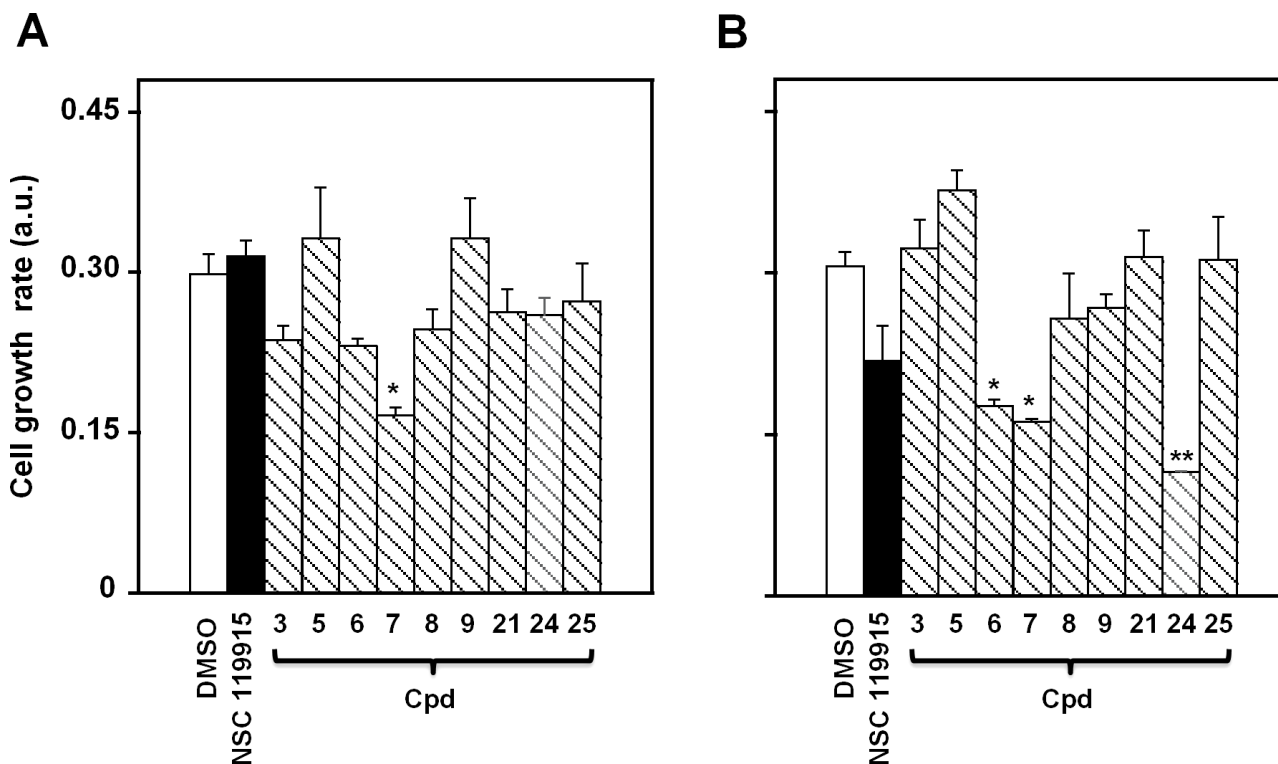 A
B
Cell growth rate (a.u.)
0.45
0.30
0.15
0
*
*
*
**
DMSO
NSC 119915
3 5 6 7 8 9 21 24 25
Cpd
DMSO
NSC 119915
3 5 6 7 8 9 21 24 25
Cpd